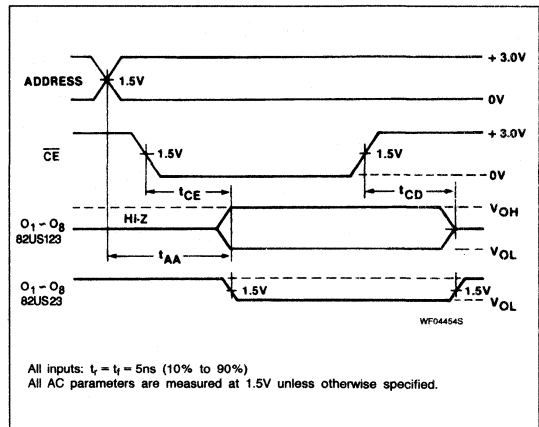 + 3.0V
ADDRESS
1.5V
0V
+ 3.0V
CE
1.5V
1.5V
0V
tCE
tCD
HI-Z
VOH
O1 ~ O8
82US123
VOL
tAA
O1 ~ O8
82US23
1.5V
1.5V
VOL
WF04454S
All inputs: tr = tf = 5ns (10% to 90%)
All AC parameters are measured at 1.5V unless otherwise specified.